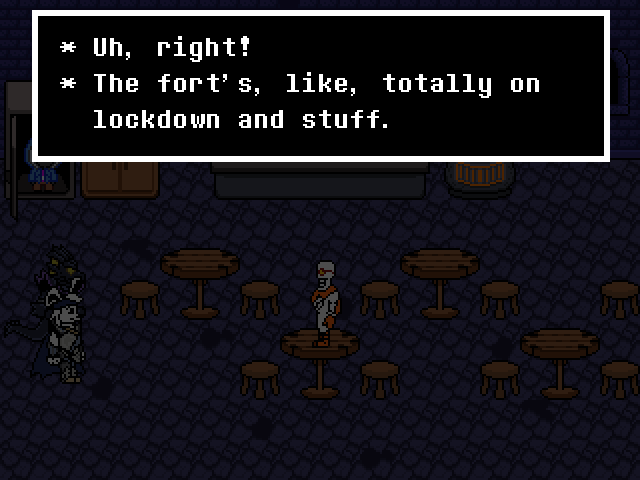 * Uh, right!
* The fort's, like, totally on
lockdown and stuff.